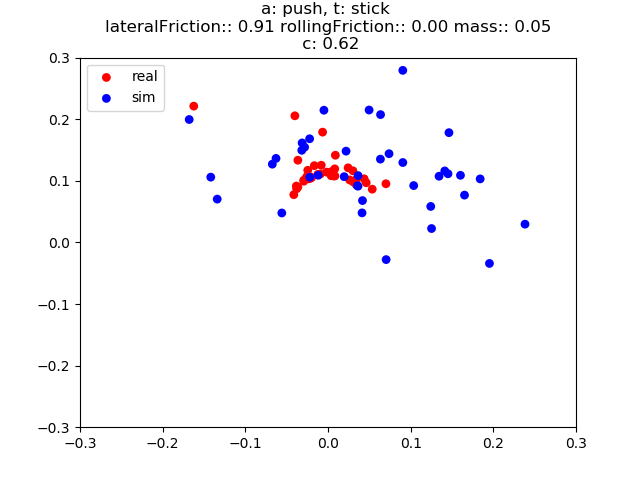 a: push, t: stick
lateralFriction:: 0.91 rollingFriction:: 0.00 mass:: 0.05
c: 0.62
real
sim
0.3
0.2
0.1
0.0
−0.1
−0.2
−0.3
−0.3
−0.2
−0.1
0.0
0.1
0.2
0.3